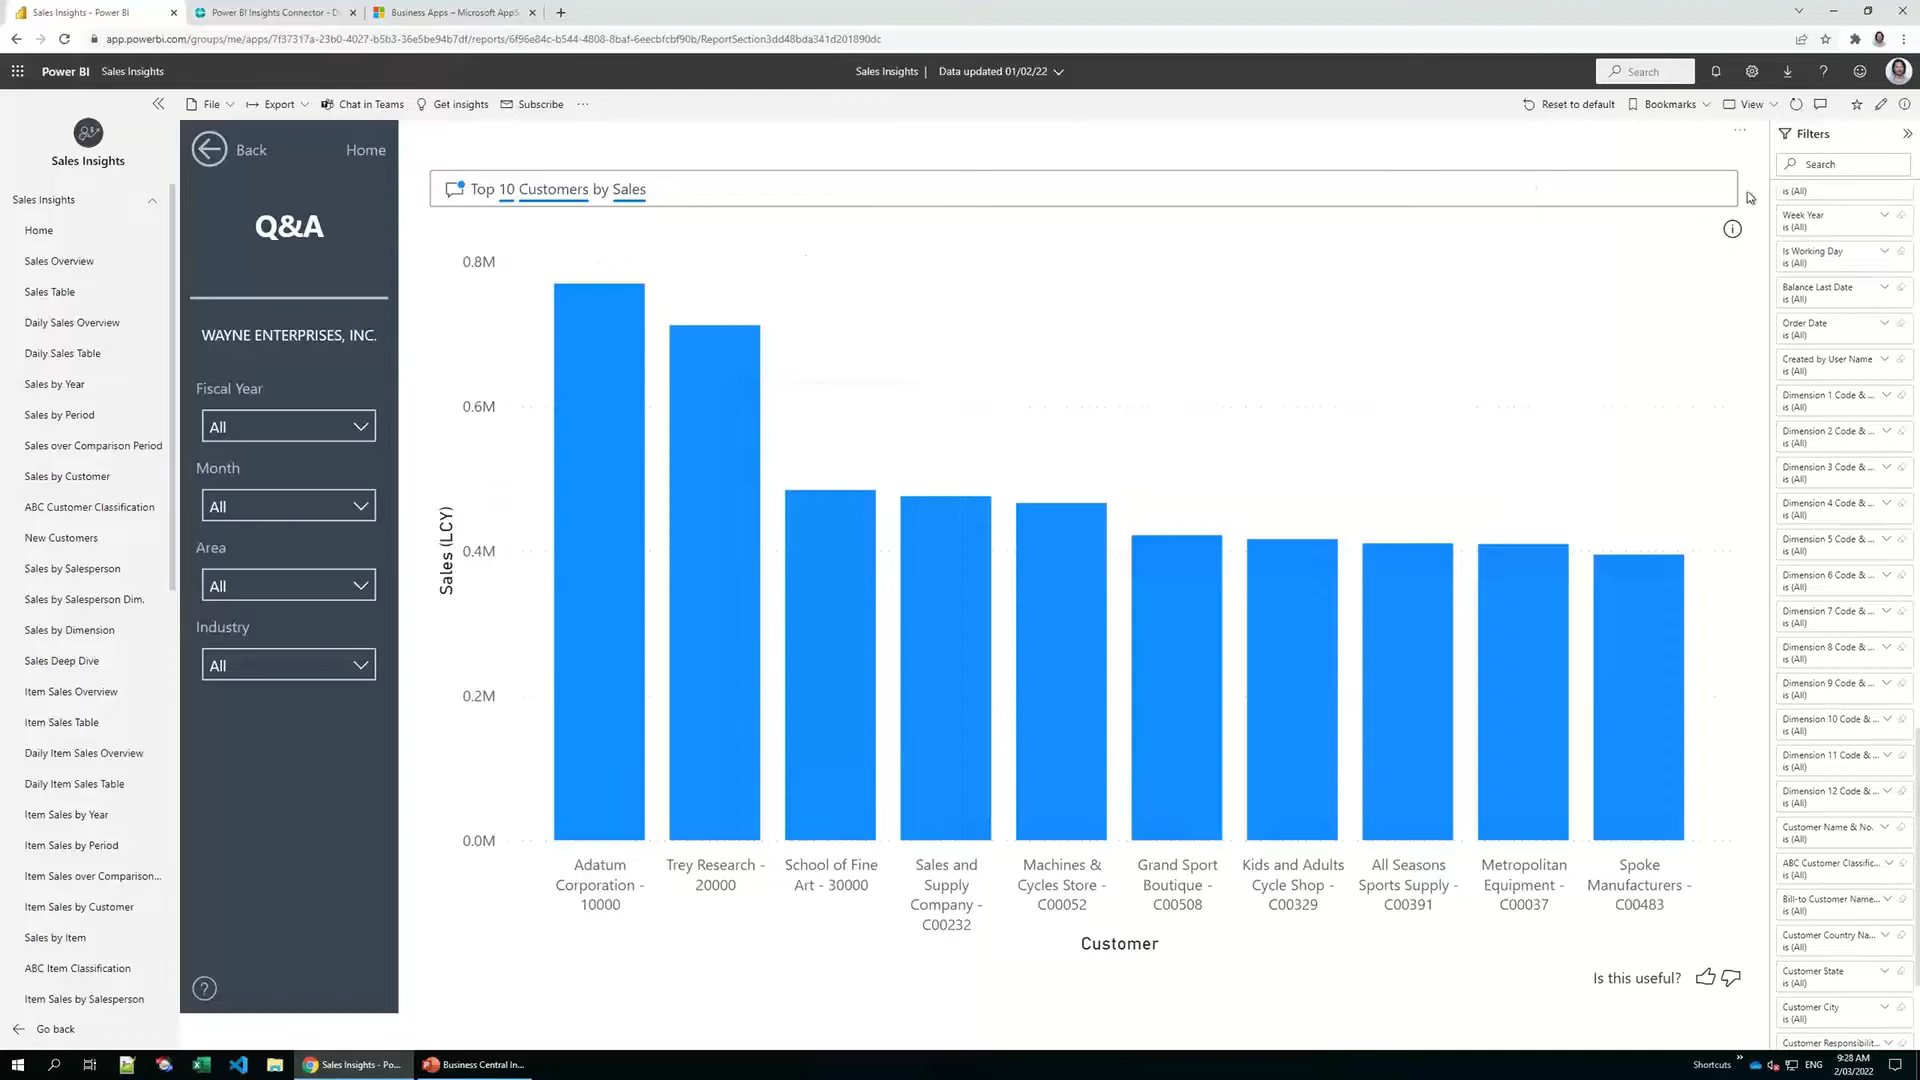 Sales Insights - Power BI
Power BI Insights Connector - D
Business Apps – Microsoft AppS
app.powerbi.com/groups/me/apps/7f37317a-23b0-4027-b5b3-36e5be94b7df/reports/6f96e84c-b544-4808-8baf-6eecbfcbf90b/ReportSection3dd48bda341d201890dc
Power BI Sales Insights
Sales Insights | Data updated 01/02/22
Search
File
Export
Chat in Teams
Get insights
Subscribe
Reset to default
Bookmarks
View
Sales Insights
Sales Insights
Home
Sales Overview
Sales Table
Daily Sales Overview
Daily Sales Table
Sales by Year
Sales by Period
Sales over Comparison Period
Sales by Customer
ABC Customer Classification
New Customers
Sales by Salesperson
Sales by Salesperson Dim.
Sales by Dimension
Sales Deep Dive
Item Sales Overview
Item Sales Table
Daily Item Sales Overview
Daily Item Sales Table
Item Sales by Year
Item Sales by Period
Item Sales over Comparison...
Item Sales by Customer
Sales by Item
ABC Item Classification
Item Sales by Salesperson
Go back
Back
Home
Q&A
WAYNE ENTERPRISES, INC.
Fiscal Year
All
Month
All
Area
All
Industry
All
?
Top 10 Customers by Sales
Sales (LCY)
0.8M
0.6M
0.4M
0.2M
0.0M
Adatum
Corporation -
10000
Trey Research -
20000
School of Fine
Art - 30000
Sales and
Supply
Company -
C00232
Machines &
Cycles Store -
C00052
Grand Sport
Boutique -
C00508
Kids and Adults
Cycle Shop -
C00329
All Seasons
Sports Supply -
C00391
Metropolitan
Equipment -
C00037
Spoke
Manufacturers -
C00483
Customer
Is this useful?
Filters
Search
is (All)
Week Year
is (All)
Is Working Day
is (All)
Balance Last Date
is (All)
Order Date
is (All)
Created by User Name
is (All)
Dimension 1 Code & ...
is (All)
Dimension 2 Code & ...
is (All)
Dimension 3 Code & ...
is (All)
Dimension 4 Code & ...
is (All)
Dimension 5 Code & ...
is (All)
Dimension 6 Code & ...
is (All)
Dimension 7 Code & ...
is (All)
Dimension 8 Code & ...
is (All)
Dimension 9 Code & ...
is (All)
Dimension 10 Code & ...
is (All)
Dimension 11 Code & ...
is (All)
Dimension 12 Code & ...
is (All)
Customer Name & No.
is (All)
ABC Customer Classific...
is (All)
Bill-to Customer Name...
is (All)
Customer Country Na...
is (All)
Customer State
is (All)
Customer City
is (All)
Customer Responsibilit...
Sales Insights - Po...
Business Central In...
Shortcuts
ENG
9:28 AM
2/03/2022